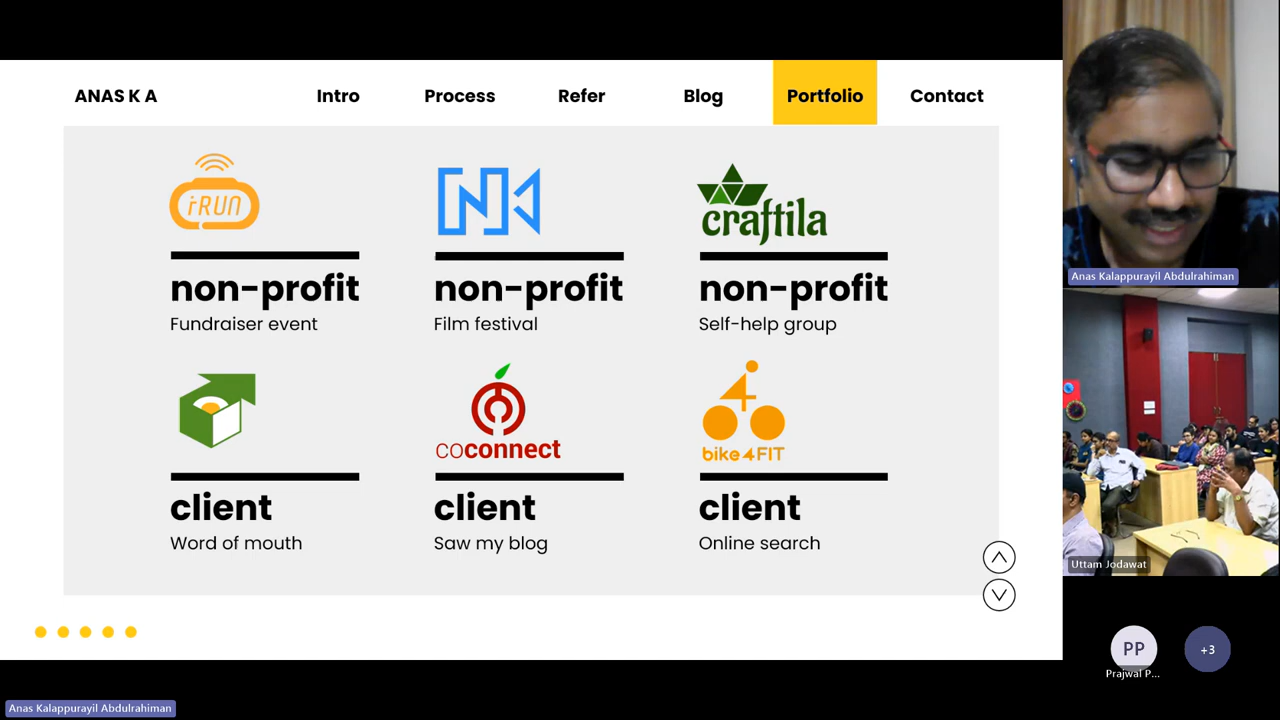 ANAS K A
Intro
Process
Refer
Blog
Portfolio
Contact
iRUN
craftila
non-profit
non-profit
non-profit
Fundraiser event
Film festival
Self-help group
coconnect
bike4FIT
client
client
client
Word of mouth
Saw my blog
Online search
Anas Kalappurayil Abdulrahiman
Uttam Jodawat
PP
Prajwal P...
+3
Anas Kalappurayil Abdulrahiman